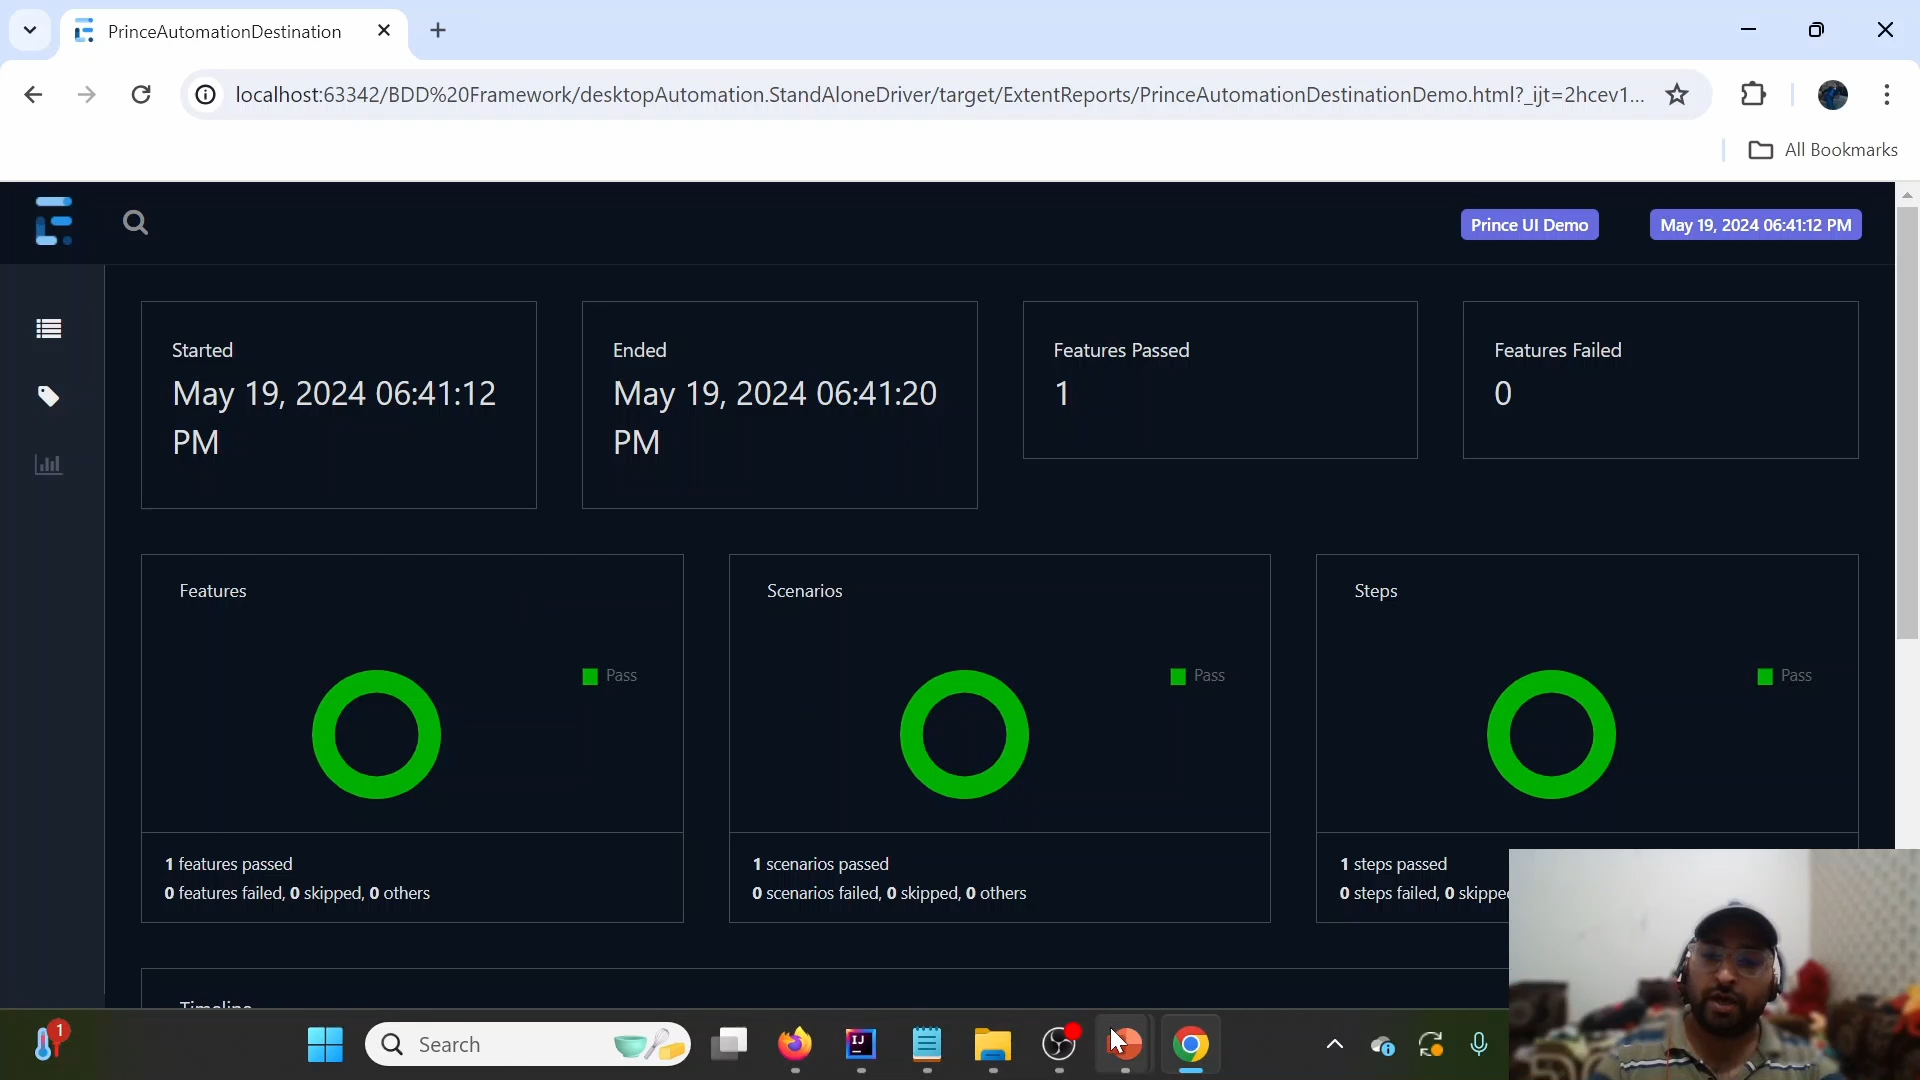 PrinceAutomationDestination
localhost:63342/BDD%20Framework/desktopAutomation.StandAloneDriver/target/ExtentReports/PrinceAutomationDestinationDemo.html?_ijt=2hcev1...
All Bookmarks
Prince UI Demo
May 19, 2024 06:41:12 PM
Started
May 19, 2024 06:41:12
PM
Ended
May 19, 2024 06:41:20
PM
Features Passed
1
Features Failed
0
Features
Pass
1 features passed
0 features failed, 0 skipped, 0 others
Scenarios
Pass
1 scenarios passed
0 scenarios failed, 0 skipped, 0 others
Steps
Pass
1 steps passed
0 steps failed, 0 skippe
Timeline
1
Search
IJ